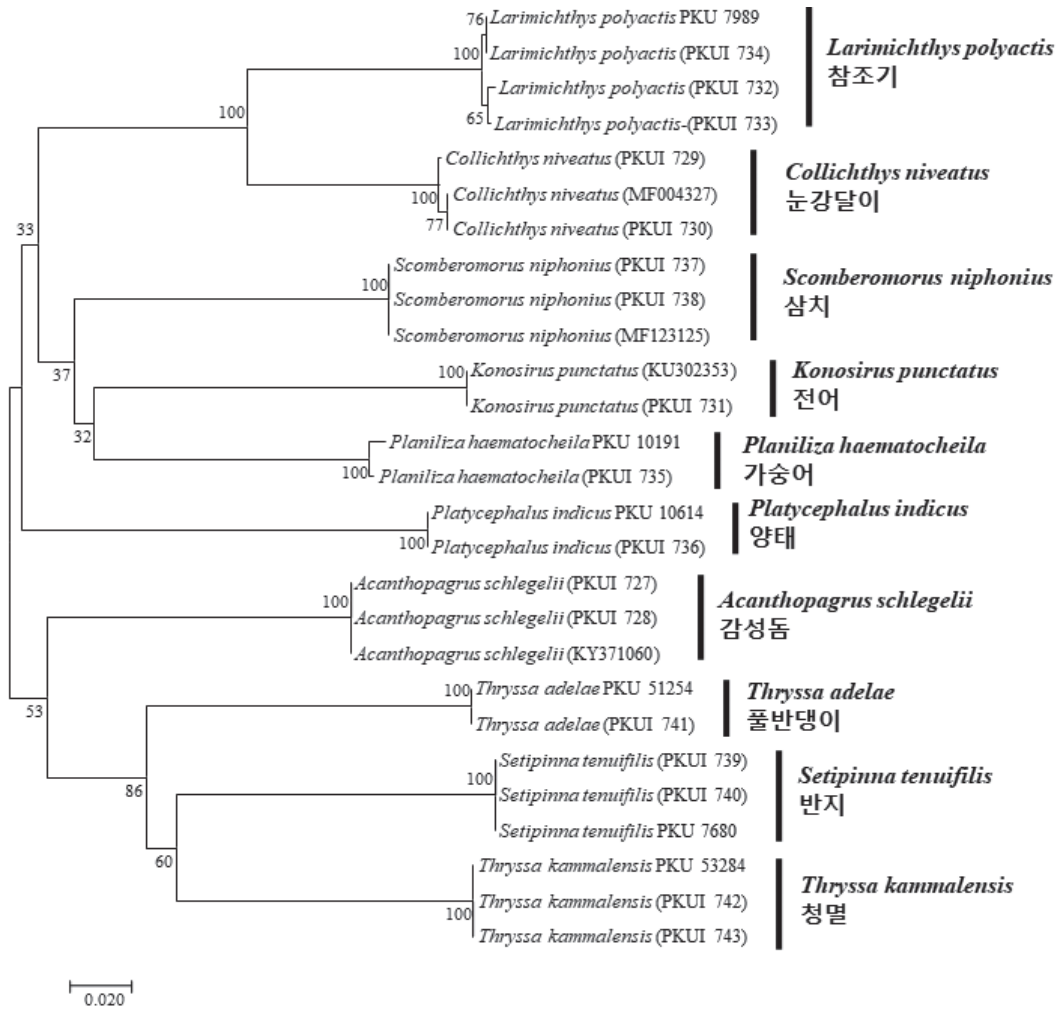 76
Larimichthys polyactis PKU 7989
Larimichthys polyactis (PKUI 734)
100
Larimichthys polyactis (PKUI 732)
65
Larimichthys polyactis-(PKUI 733)
Larimichthys polyactis
참조기
100
Collichthys niveatus (PKUI 729)
Collichthys niveatus (MF004327)
100
77
Collichthys niveatus (PKUI 730)
Collichthys niveatus
눈강달이
33
Scomberomorus niphonius (PKUI 737)
100
Scomberomorus niphonius (PKUI 738)
Scomberomorus niphonius (MF123125)
Scomberomorus niphonius
삼치
37
100
Konosirus punctatus (KU302353)
Konosirus punctatus (PKUI 731)
Konosirus punctatus
전어
32
Planiliza haematocheila PKU 10191
100
Planiliza haematocheila (PKUI 735)
Planiliza haematocheila
가숭어
Platycephalus indicus PKU 10614
100
Platycephalus indicus (PKUI 736)
Platycephalus indicus
양태
Acanthopagrus schlegelii (PKUI 727)
100
Acanthopagrus schlegelii (PKUI 728)
Acanthopagrus schlegelii (KY371060)
Acanthopagrus schlegelii
감성돔
53
100
Thryssa adelae PKU 51254
Thryssa adelae (PKUI 741)
Thryssa adelae
풀반댕이
86
Setipinna tenuifilis (PKUI 739)
100
Setipinna tenuifilis (PKUI 740)
Setipinna tenuifilis PKU 7680
Setipinna tenuifilis
반지
60
Thryssa kammalensis PKU 53284
Thryssa kammalensis (PKUI 742)
100
Thryssa kammalensis (PKUI 743)
Thryssa kammalensis
청멸
0.020